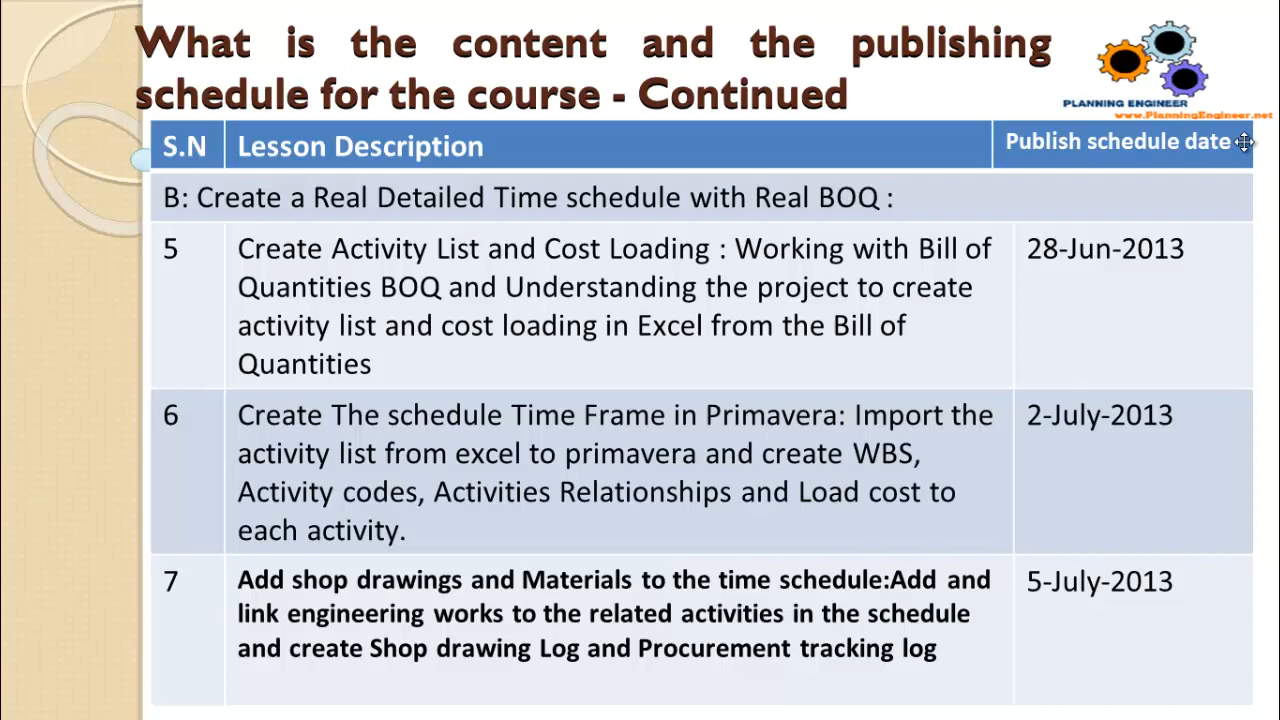 What is the content and the publishing
schedule for the course - Continued
PLANNING ENGINEER
www.PlanningEngineer.net
S.N Lesson Description Publish schedule date
B: Create a Real Detailed Time schedule with Real BOQ :
5 Create Activity List and Cost Loading : Working with Bill of 28-Jun-2013
Quantities BOQ and Understanding the project to create
activity list and cost loading in Excel from the Bill of
Quantities
6 Create The schedule Time Frame in Primavera: Import the 2-July-2013
activity list from excel to primavera and create WBS,
Activity codes, Activities Relationships and Load cost to
each activity.
7 Add shop drawings and Materials to the time schedule:Add and 5-July-2013
link engineering works to the related activities in the schedule
and create Shop drawing Log and Procurement tracking log